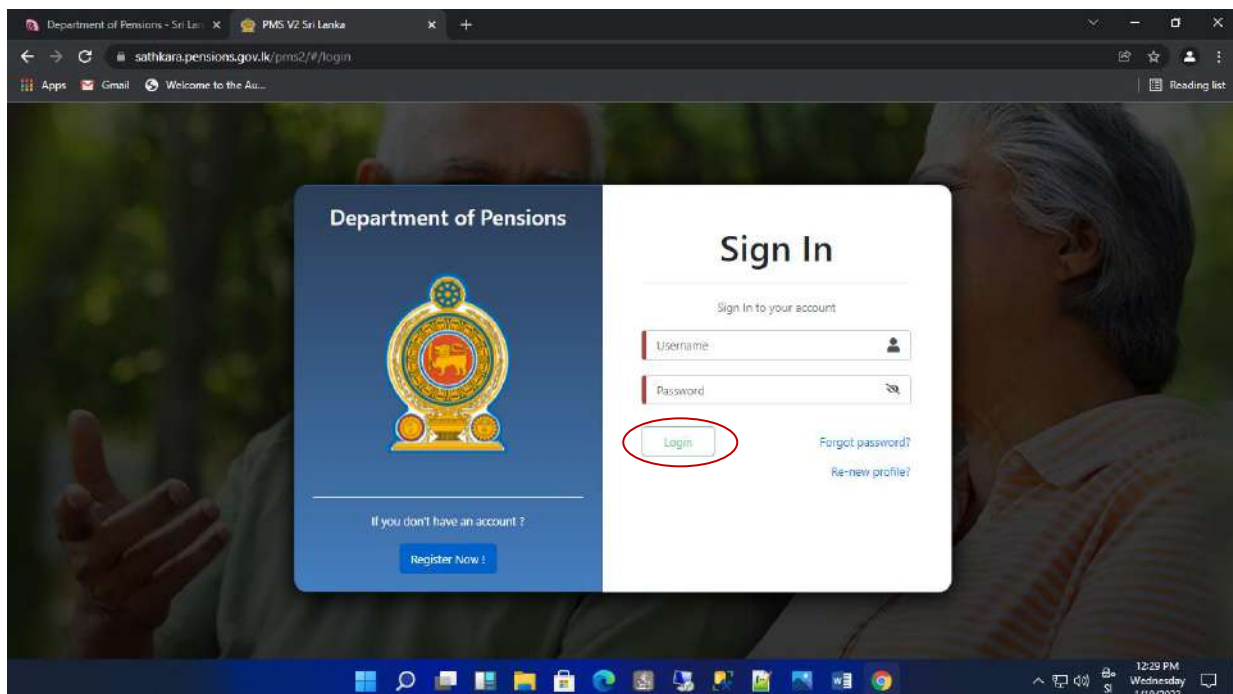 Department of Pensions - Sri Lan
PMS V2 Sri Lanka
sathkara.pensions.gov.lk/pms2/#/login
Apps
Gmail
Welcome to the Au...
Reading list
Department of Pensions
If you don't have an account ?
Register Now !
Sign In
Sign In to your account
Username
Password
Login
Forgot password?
Re-new profile?
SI
12:29 PM
Wednesday